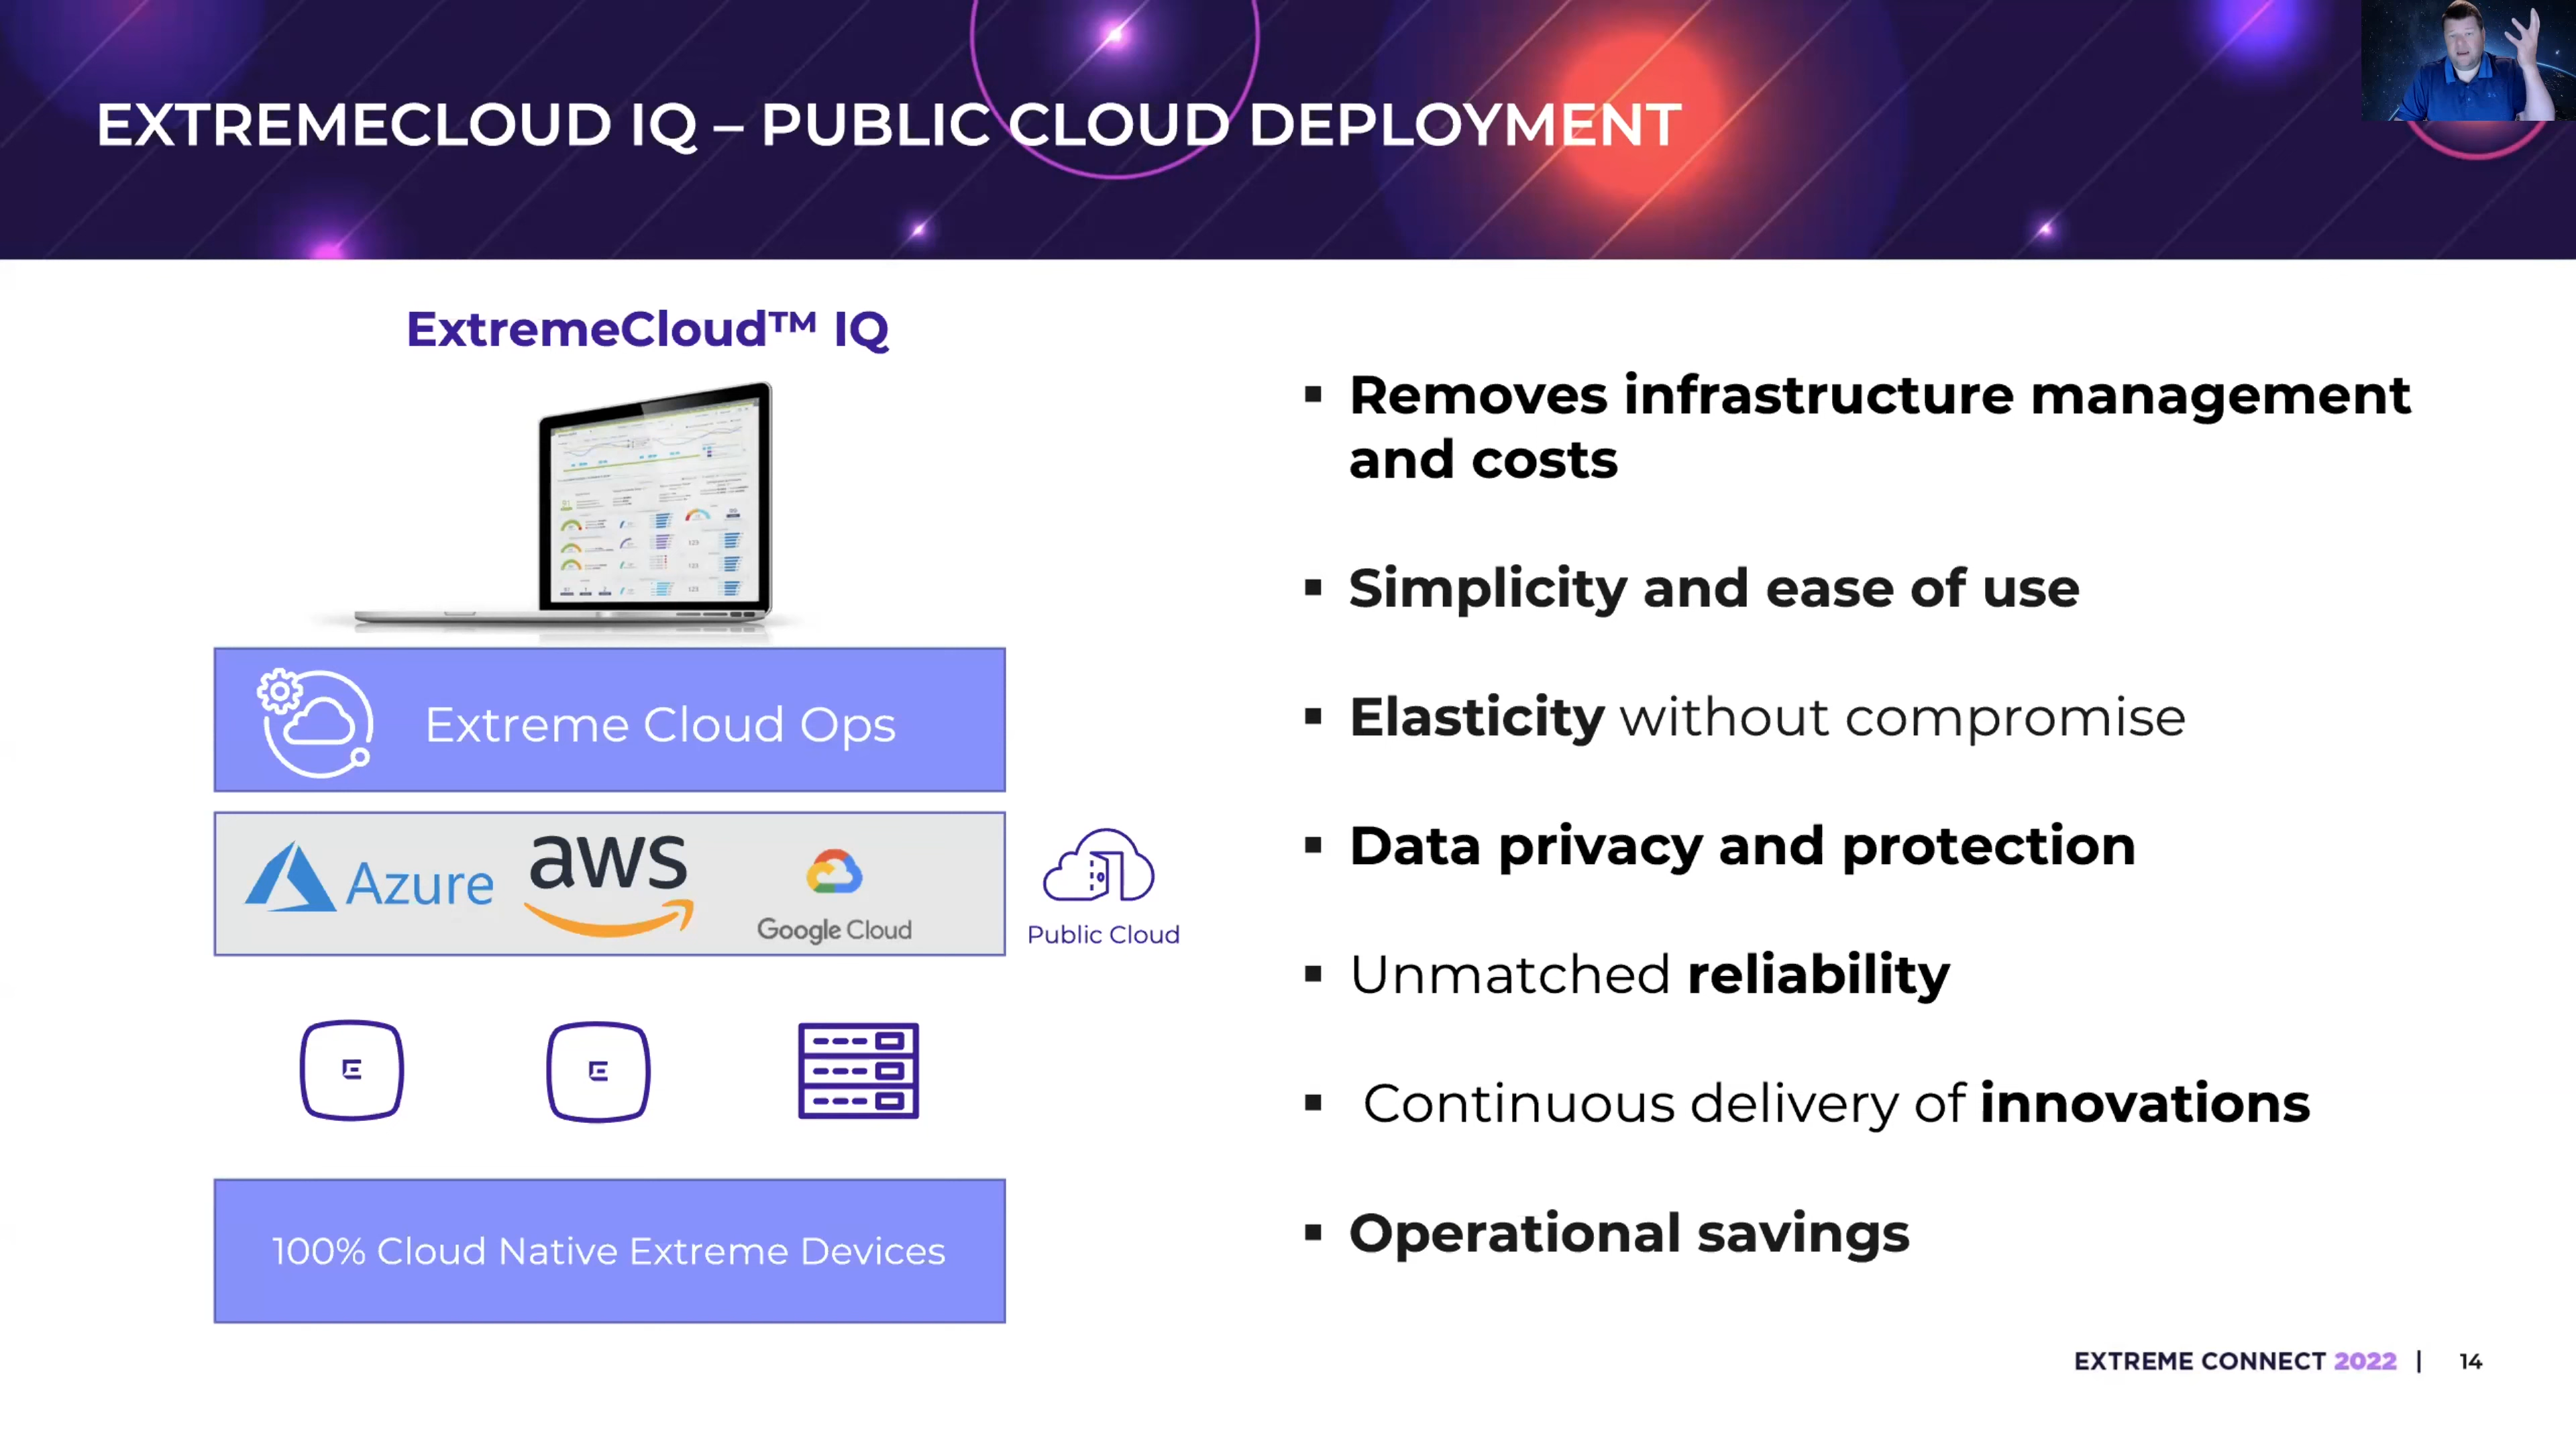 EXTREMECLOUD IQ – PUBLIC CLOUD DEPLOYMENT
ExtremeCloud™ IQ
Extreme Cloud Ops
Azure
aws
Google Cloud
Public Cloud
E
E
100% Cloud Native Extreme Devices
▪ Removes infrastructure management
and costs
▪ Simplicity and ease of use
▪ Elasticity without compromise
▪ Data privacy and protection
▪ Unmatched reliability
▪ Continuous delivery of innovations
▪ Operational savings
EXTREME CONNECT 2022 | 14